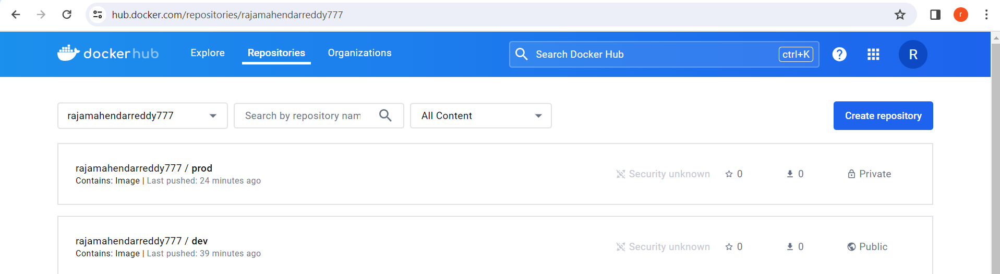 hub.docker.com/repositories/rajamahendarreddy777
r
docker hub
Explore
Repositories
Organizations
Search Docker Hub
ctrl+K
?
R
rajamahendarreddy777
Search by repository nam
All Content
Create repository
rajamahendarreddy777 / prod
Contains: Image | Last pushed: 24 minutes ago
Security unknown
0
0
Private
rajamahendarreddy777 / dev
Contains: Image | Last pushed: 39 minutes ago
Security unknown
0
0
Public